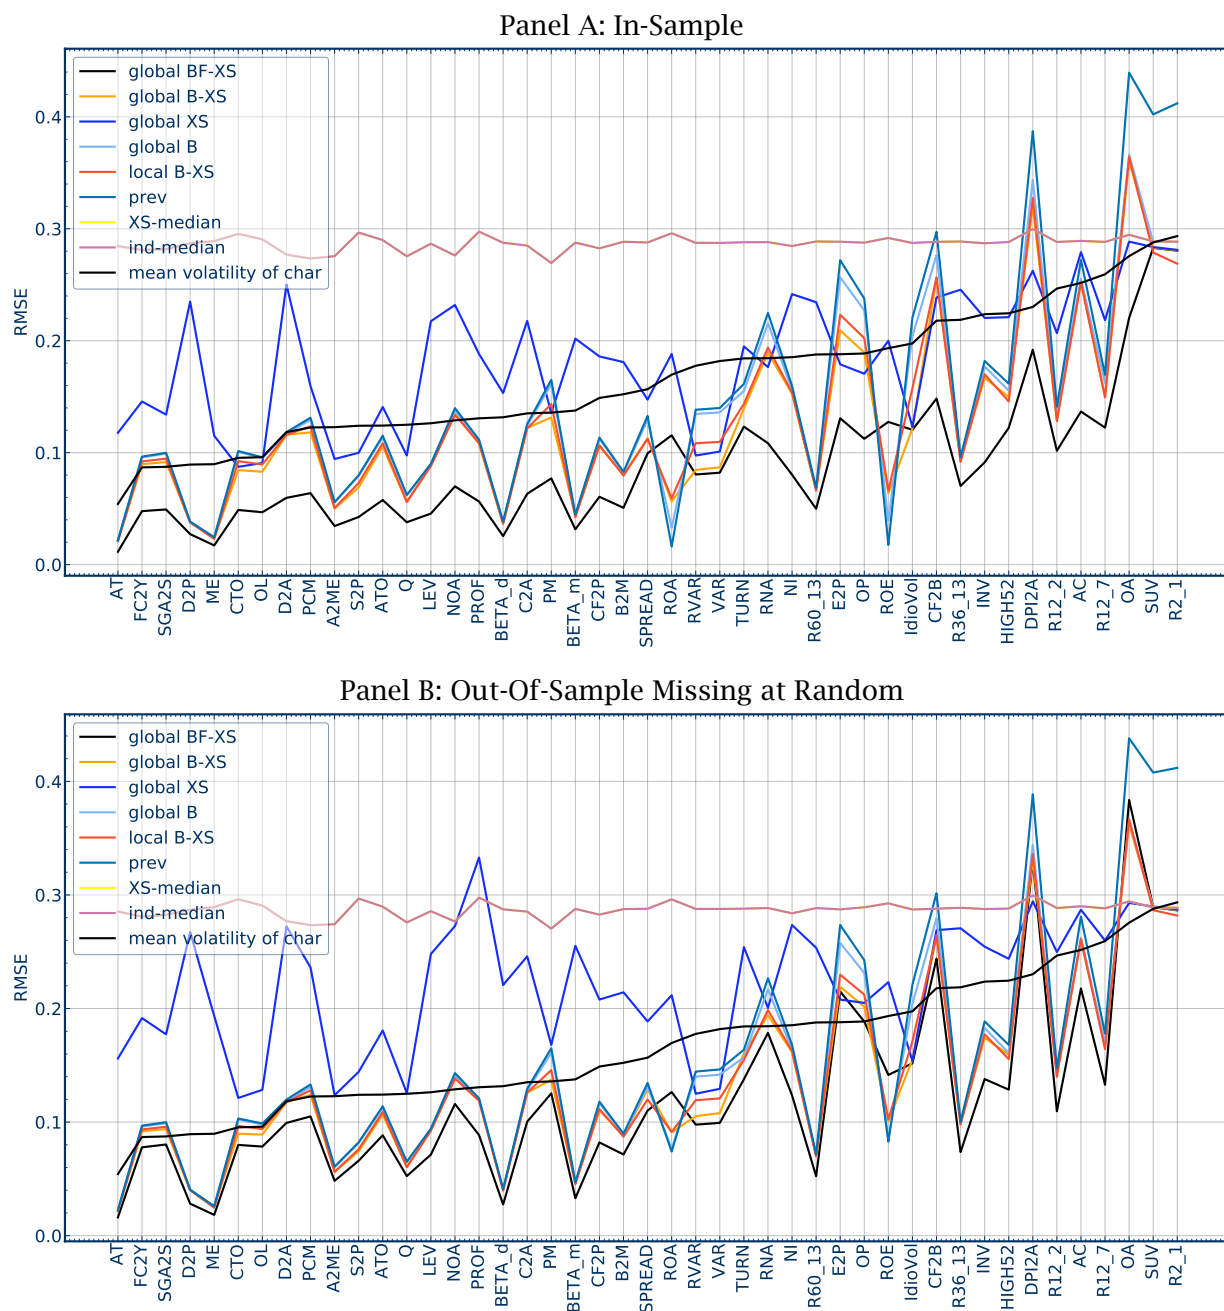 Panel A: In-Sample
global BF-XS
global B-XS
global XS
global B
local B-XS
prev
XS-median
ind-median
mean volatility of char
RMSE
0.4
0.3
0.2
0.1
0.0
AT
FC2Y
SGA2S
D2P
ME
CTO
OL
D2A
PCM
A2ME
S2P
ATO
Q
LEV
NOA
PROF
BETA_d
C2A
PM
BETA_m
CF2P
B2M
SPREAD
ROA
RVAR
VAR
TURN
RNA
NI
R60_13
E2P
OP
ROE
IdioVol
CF2B
R36_13
INV
HIGH52
DPI2A
R12_2
AC
R12_7
OA
SUV
R2_1
Panel B: Out-Of-Sample Missing at Random
global BF-XS
global B-XS
global XS
global B
local B-XS
prev
XS-median
ind-median
mean volatility of char
RMSE
0.4
0.3
0.2
0.1
0.0
AT
FC2Y
SGA2S
D2P
ME
CTO
OL
D2A
PCM
A2ME
S2P
ATO
Q
LEV
NOA
PROF
BETA_d
C2A
PM
BETA_m
CF2P
B2M
SPREAD
ROA
RVAR
VAR
TURN
RNA
NI
R60_13
E2P
OP
ROE
IdioVol
CF2B
R36_13
INV
HIGH52
DPI2A
R12_2
AC
R12_7
OA
SUV
R2_1